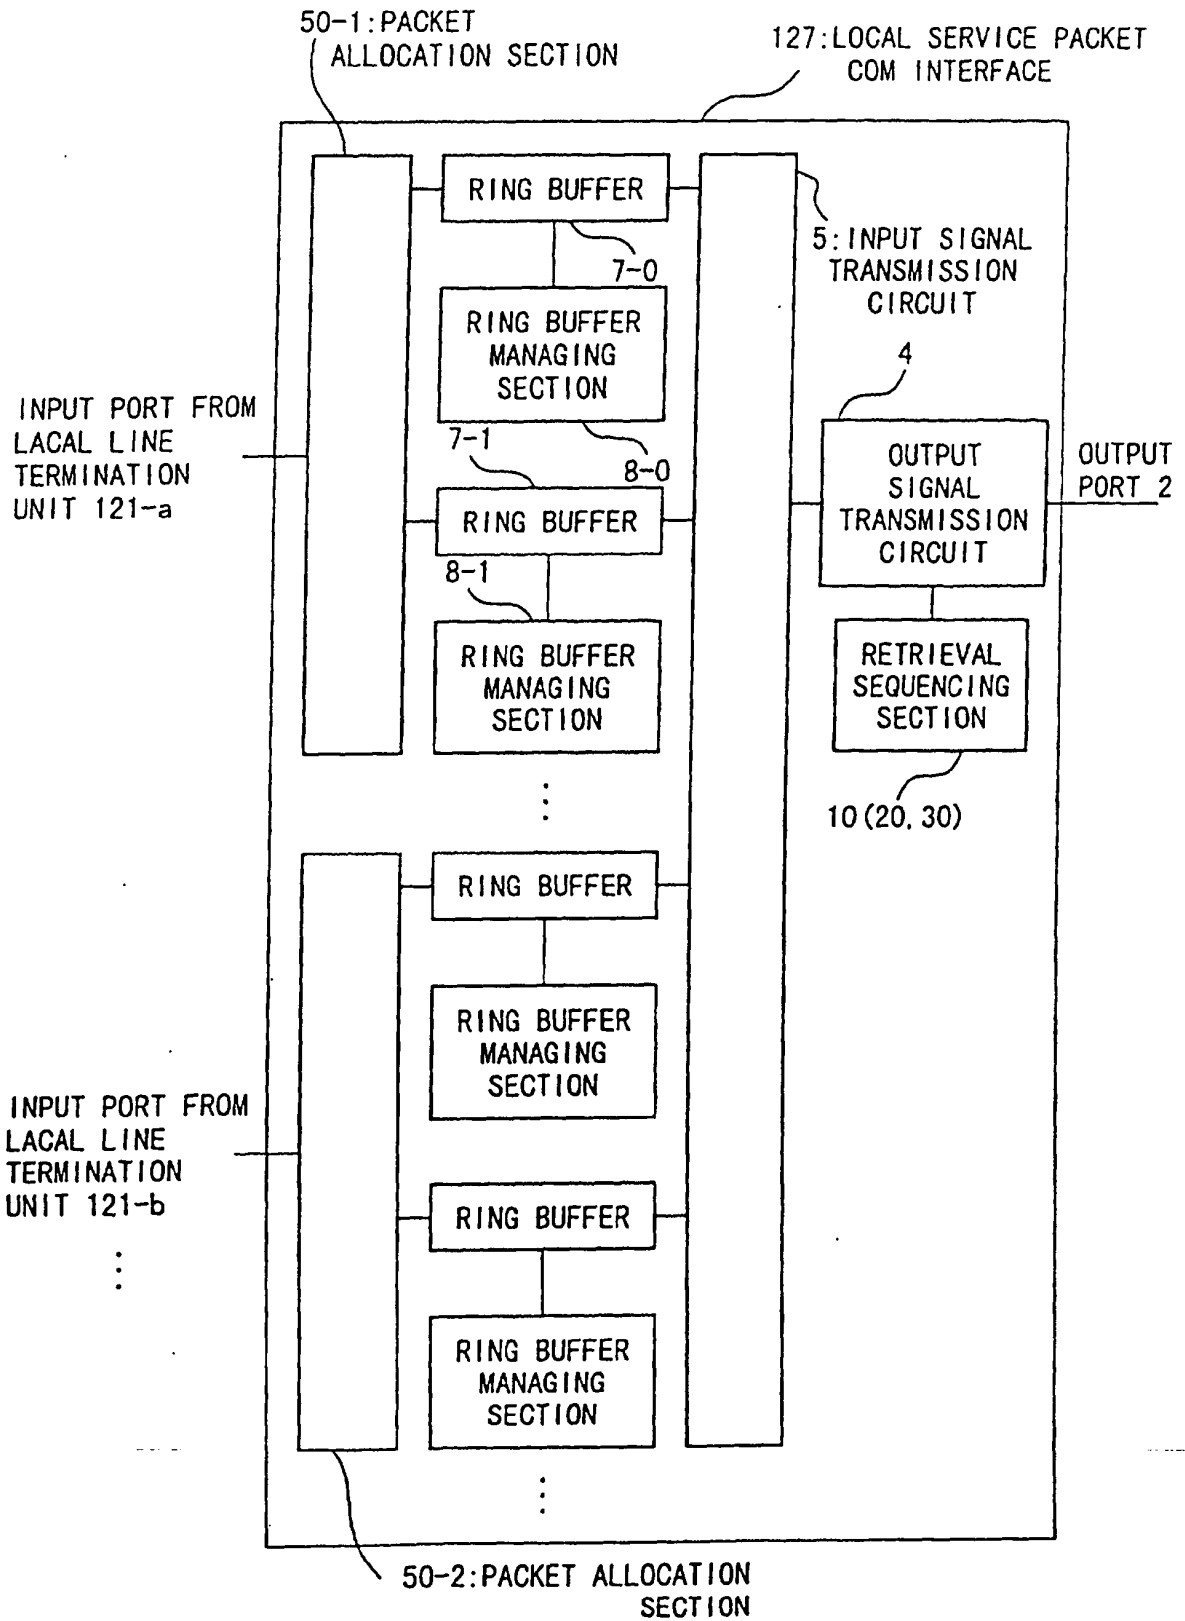 50-1:PACKET
ALLOCATION SECTION
127:LOCAL SERVICE PACKET
COM INTERFACE
RING BUFFER
7-0
5:INPUT SIGNAL
TRANSMISSION
CIRCUIT
RING BUFFER
MANAGING
SECTION
8-0
4
INPUT PORT FROM
LACAL LINE
TERMINATION
UNIT 121-a
7-1
RING BUFFER
OUTPUT
SIGNAL
TRANSMISSION
CIRCUIT
OUTPUT
PORT 2
8-1
RING BUFFER
MANAGING
SECTION
RETRIEVAL
SEQUENCING
SECTION
10(20, 30)
RING BUFFER
RING BUFFER
MANAGING
SECTION
INPUT PORT FROM
LACAL LINE
TERMINATION
UNIT 121-b
RING BUFFER
RING BUFFER
MANAGING
SECTION
50-2:PACKET ALLOCATION
SECTION